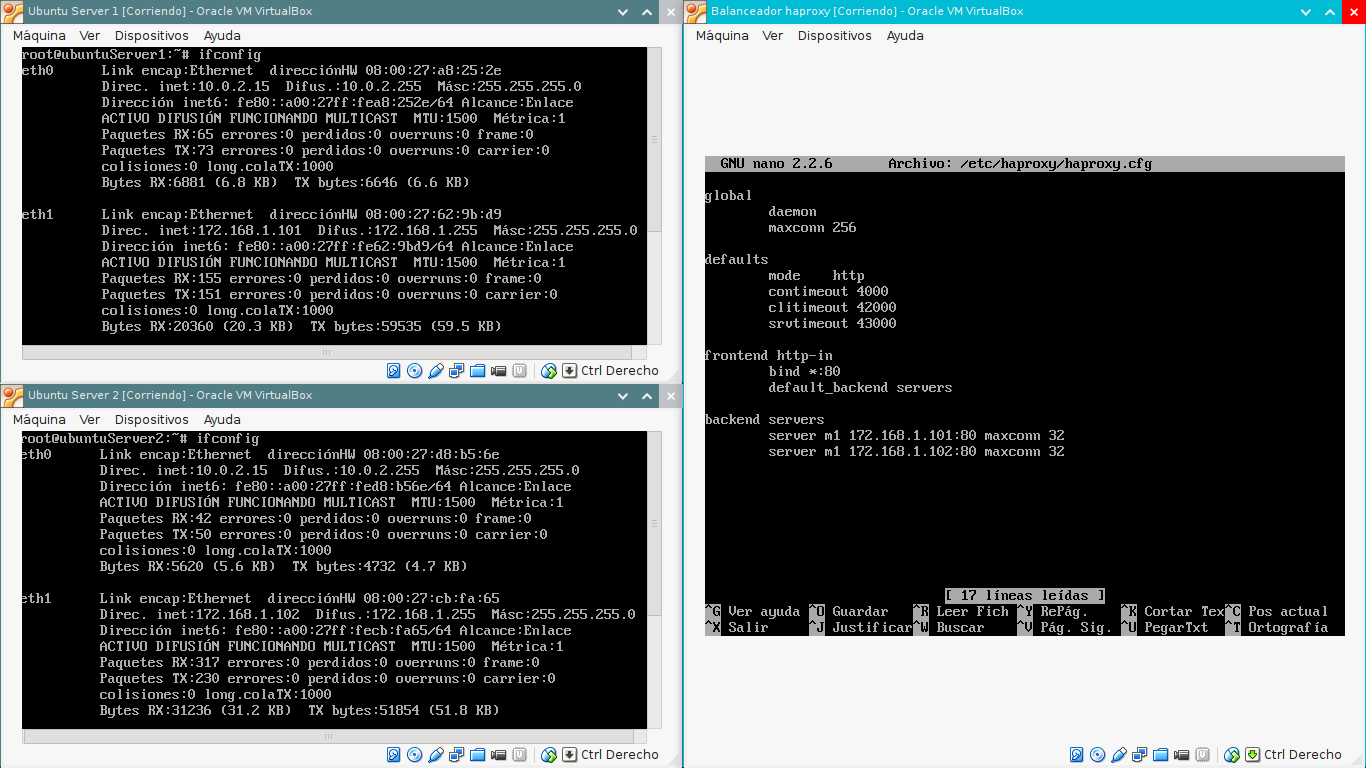 Ubuntu Server 1 [Corriendo] - Oracle VM VirtualBox
Máquina Ver Dispositivos Ayuda
root@ubuntuServer1:~# ifconfig
eth0 Link encap:Ethernet direcciónHW 08:00:27:a8:25:2e
Direc. inet:10.0.2.15 Difus.:10.0.2.255 Másc:255.255.255.0
Dirección inet6: fe80::a00:27ff:fea8:252e/64 Alcance:Enlace
ACTIVO DIFUSIÓN FUNCIONANDO MULTICAST MTU:1500 Métrica:1
Paquetes RX:65 errores:0 perdidos:0 overruns:0 frame:0
Paquetes TX:73 errores:0 perdidos:0 overruns:0 carrier:0
colisiones:0 long.colaTX:1000
Bytes RX:6881 (6.8 KB) TX bytes:6646 (6.6 KB)
eth1 Link encap:Ethernet direcciónHW 08:00:27:62:9b:d9
Direc. inet:172.168.1.101 Difus.:172.168.1.255 Másc:255.255.255.0
Dirección inet6: fe80::a00:27ff:fe62:9bd9/64 Alcance:Enlace
ACTIVO DIFUSIÓN FUNCIONANDO MULTICAST MTU:1500 Métrica:1
Paquetes RX:155 errores:0 perdidos:0 overruns:0 frame:0
Paquetes TX:151 errores:0 perdidos:0 overruns:0 carrier:0
colisiones:0 long.colaTX:1000
Bytes RX:20360 (20.3 KB) TX bytes:59535 (59.5 KB)
Ctrl Derecho
Ubuntu Server 2 [Corriendo] - Oracle VM VirtualBox
Máquina Ver Dispositivos Ayuda
root@ubuntuServer2:~# ifconfig
eth0 Link encap:Ethernet direcciónHW 08:00:27:d8:b5:6e
Direc. inet:10.0.2.15 Difus.:10.0.2.255 Másc:255.255.255.0
Dirección inet6: fe80::a00:27ff:fed8:b56e/64 Alcance:Enlace
ACTIVO DIFUSIÓN FUNCIONANDO MULTICAST MTU:1500 Métrica:1
Paquetes RX:42 errores:0 perdidos:0 overruns:0 frame:0
Paquetes TX:50 errores:0 perdidos:0 overruns:0 carrier:0
colisiones:0 long.colaTX:1000
Bytes RX:5620 (5.6 KB) TX bytes:4732 (4.7 KB)
eth1 Link encap:Ethernet direcciónHW 08:00:27:cb:fa:65
Direc. inet:172.168.1.102 Difus.:172.168.1.255 Másc:255.255.255.0
Dirección inet6: fe80::a00:27ff:fecb:fa65/64 Alcance:Enlace
ACTIVO DIFUSIÓN FUNCIONANDO MULTICAST MTU:1500 Métrica:1
Paquetes RX:317 errores:0 perdidos:0 overruns:0 frame:0
Paquetes TX:230 errores:0 perdidos:0 overruns:0 carrier:0
colisiones:0 long.colaTX:1000
Bytes RX:31236 (31.2 KB) TX bytes:51854 (51.8 KB)
Ctrl Derecho
Balanceador haproxy [Corriendo] - Oracle VM VirtualBox
Máquina Ver Dispositivos Ayuda
GNU nano 2.2.6 Archivo: /etc/haproxy/haproxy.cfg
global
daemon
maxconn 256
defaults
mode http
contimeout 4000
clitimeout 42000
srvtimeout 43000
frontend http-in
bind *:80
default_backend servers
backend servers
server m1 172.168.1.101:80 maxconn 32
server m1 172.168.1.102:80 maxconn 32
[ 17 líneas leídas ]
^G Ver ayuda ^O Guardar ^R Leer Fich ^Y RePág. ^K Cortar Tex^C Pos actual
^X Salir ^J Justificar^W Buscar ^V Pág. Sig. ^U PegarTxt ^T Ortografía
Ctrl Derecho